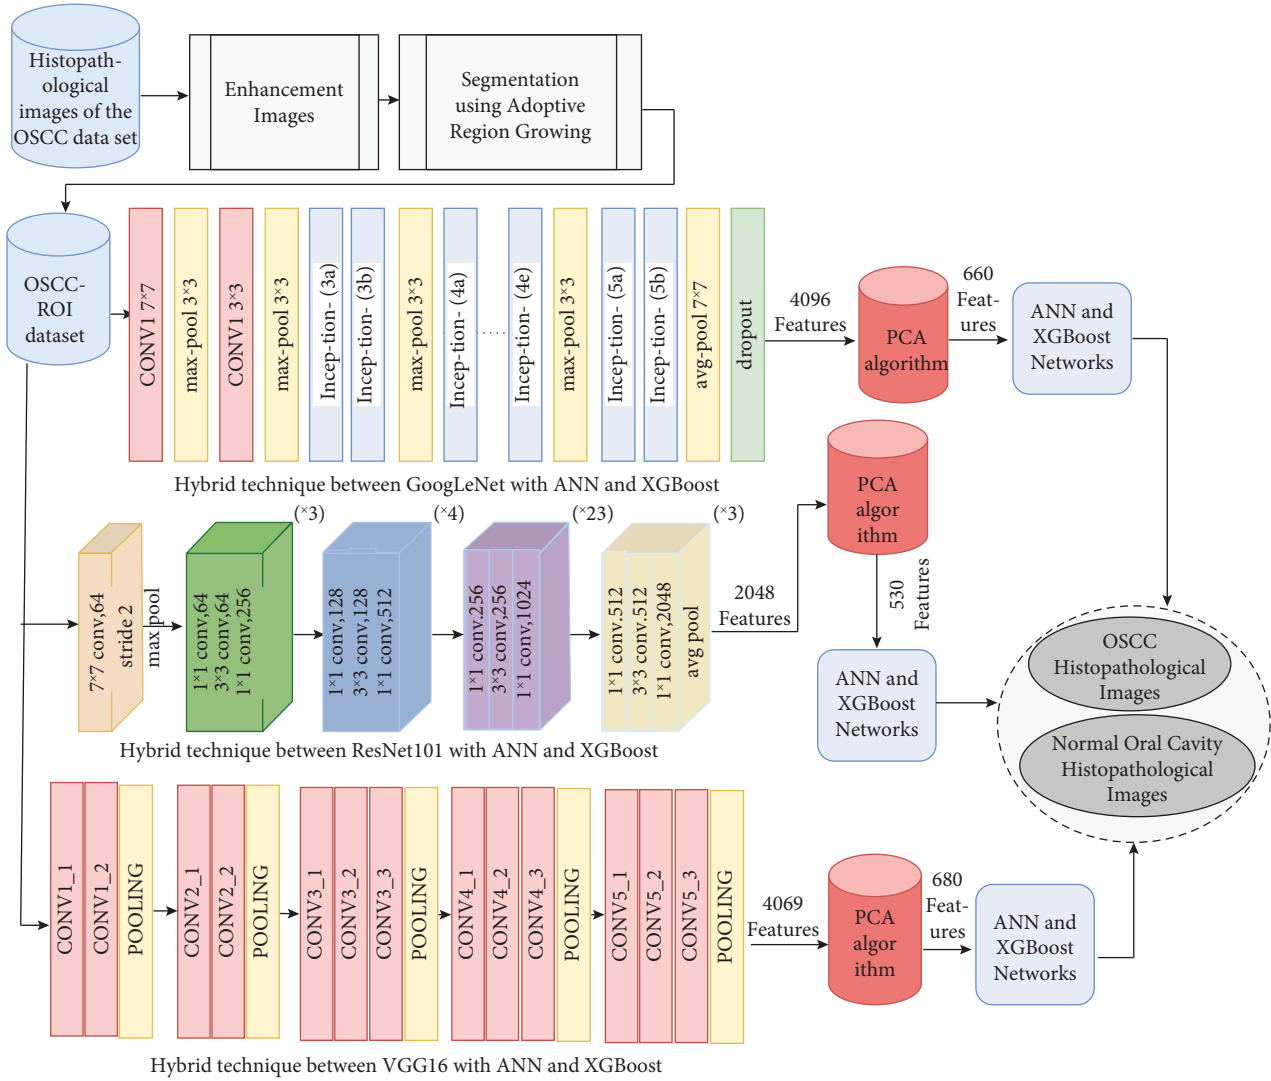 Histopath-
ological
images of the
OSCC data set
Enhancement
Images
Segmentation
using Adoptive
Region Growing
OSCC-
ROI
dataset
CONV1 7×7
max-pool 3×3
CONV1 3×3
max-pool 3×3
Incep-tion- (3a)
Incep-tion- (3b)
max-pool 3×3
Incep-tion- (4a)
Incep-tion- (4e)
max-pool 3×3
Incep-tion- (5a)
Incep-tion- (5b)
avg-pool 7×7
dropout
4096
Features
PCA
algorithm
660
Feat-
ures
ANN and
XGBoost
Networks
Hybrid technique between GoogLeNet with ANN and XGBoost
7×7 conv,64
stride 2
max pool
(×3)
1×1 conv,64
3×3 conv,64
1×1 conv,256
(×4)
1×1 conv,128
3×3 conv,128
1×1 conv,512
(×23)
1×1 conv,256
3×3 conv,256
1×1 conv,1024
(×3)
1×1 conv.512
3×3 conv.512
1×1 conv,2048
avg pool
2048
Features
PCA
algor
ithm
530
Features
ANN and
XGBoost
Networks
OSCC
Histopathological
Images
Normal Oral Cavity
Histopathological
Images
Hybrid technique between ResNet101 with ANN and XGBoost
CONV1_1
CONV1_2
POOLING
CONV2_1
CONV2_2
POOLING
CONV3_1
CONV3_2
CONV3_3
POOLING
CONV4_1
CONV4_2
CONV4_3
POOLING
CONV5_1
CONV5_2
CONV5_3
POOLING
4069
Features
PCA
algor
ithm
680
Feat-
ures
ANN and
XGBoost
Networks
Hybrid technique between VGG16 with ANN and XGBoost